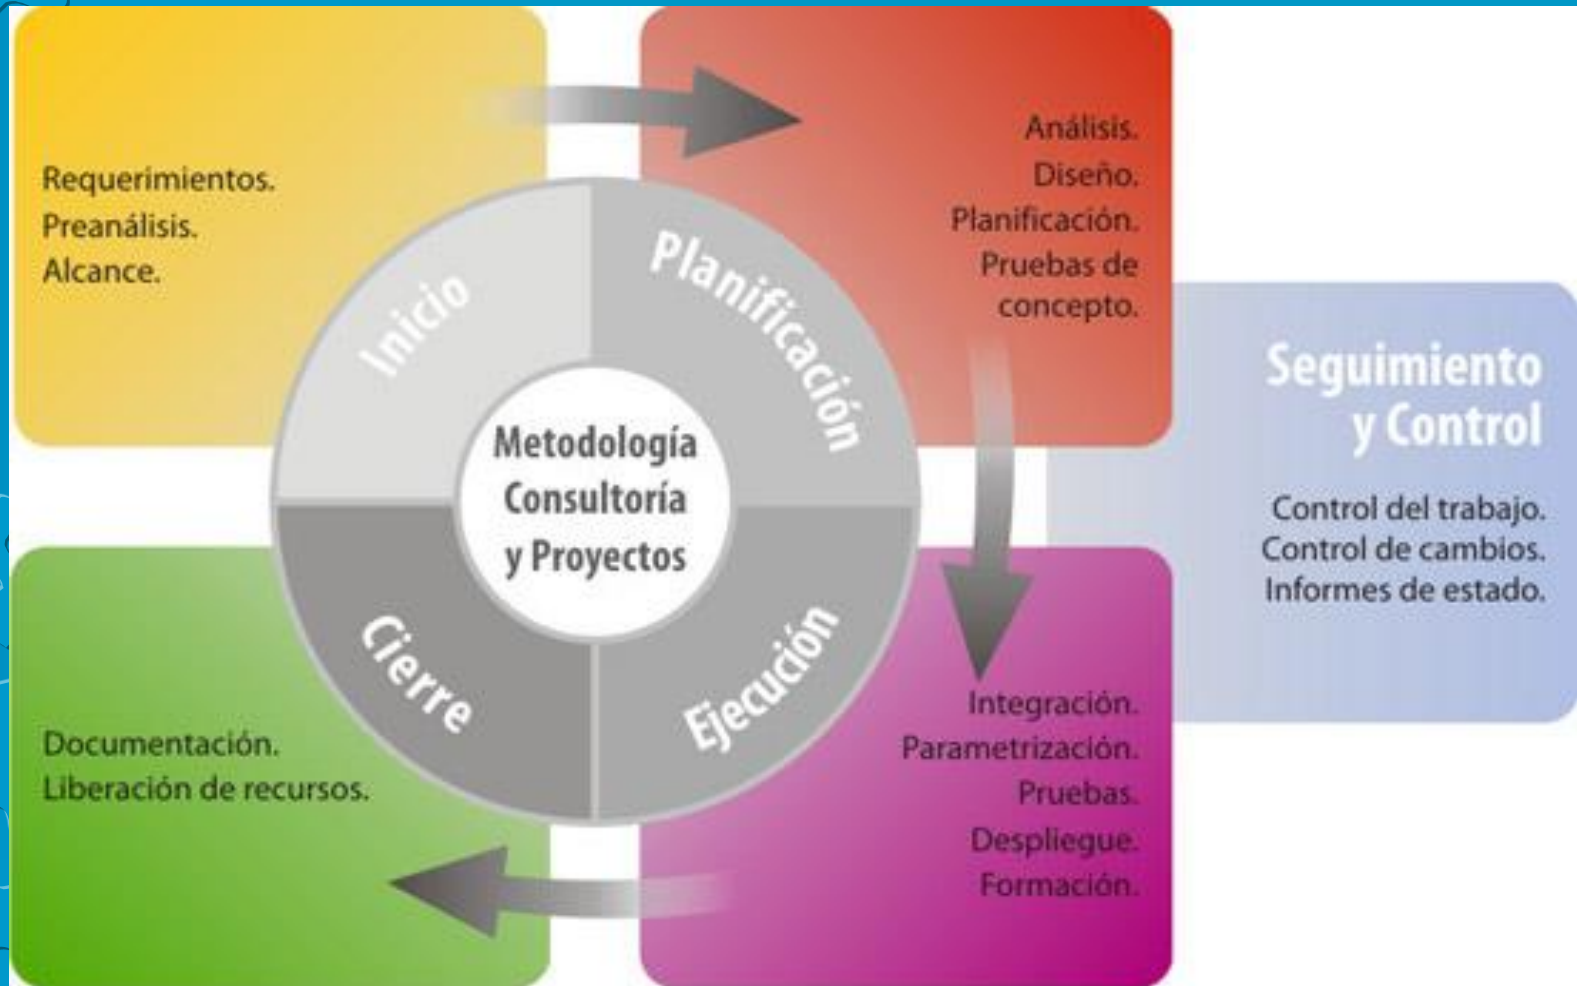 Requerimientos.
Preanálisis.
Alcance.
Inicio
Planificación
Análisis.
Diseño.
Planificación.
Pruebas de
concepto.
Seguimiento
y Control
Control del trabajo.
Control de cambios.
Informes de estado.
Metodología
Consultoría
y Proyectos
Cierre
Ejecución
Documentación.
Liberación de recursos.
Integración.
Parametrización.
Pruebas.
Despliegue.
Formación.